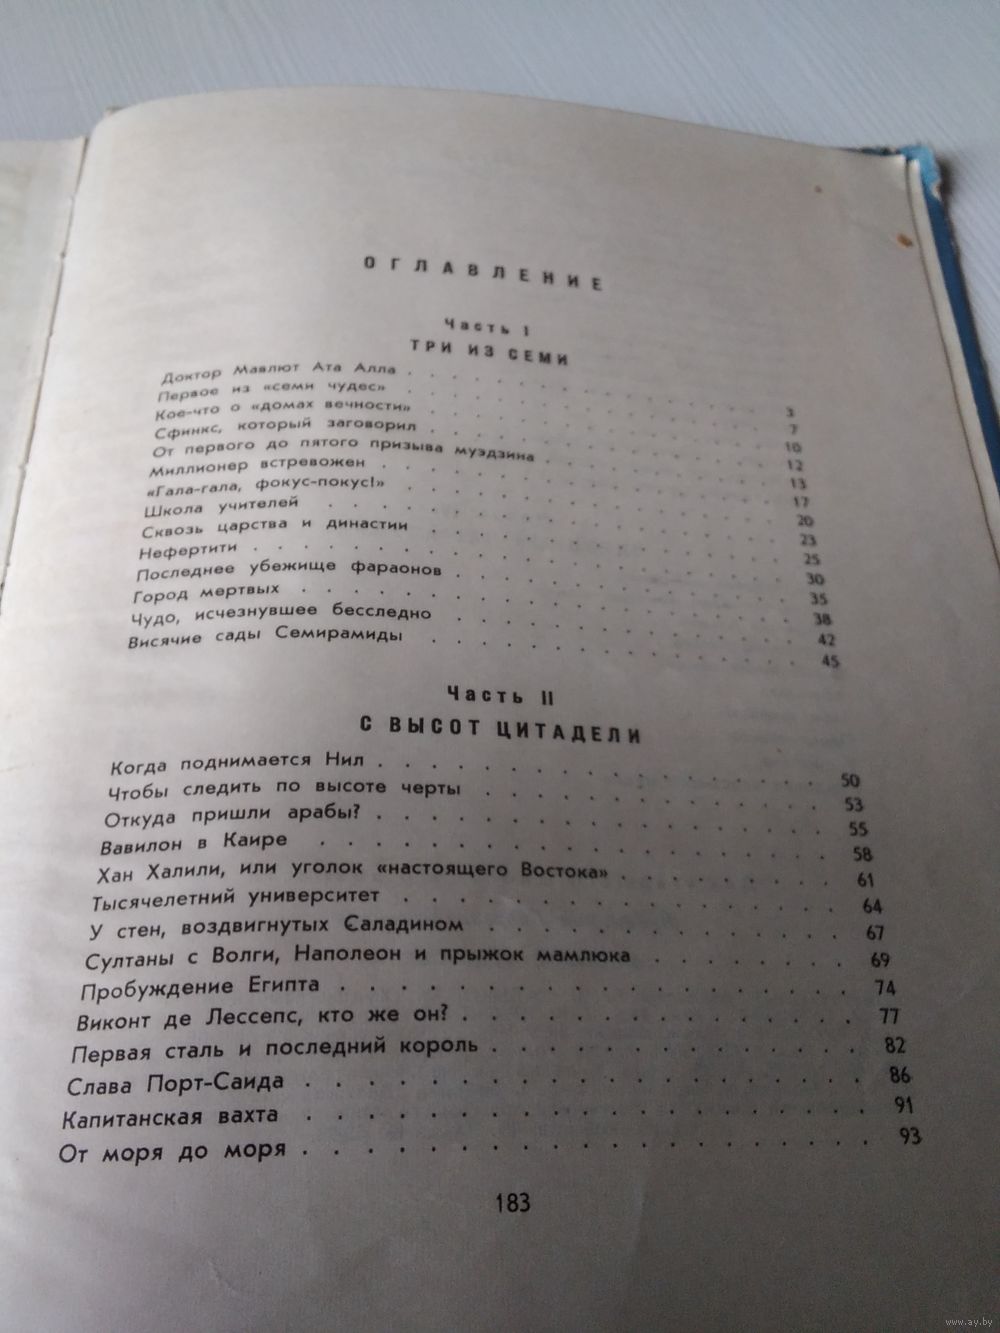 ОГЛАВЛЕНИЕ
Часть I
ТРИ ИЗ СЕМИ
Доктор Мавлют Ата Алла . . . . . . . . . . . . 3
Первое из «семи чудес» . . . . . . . . . . . . 7
Кое-что о «домах вечности» . . . . . . . . . . . . 10
Сфинкс, который заговорил . . . . . . . . . . . . 12
От первого до пятого призыва муэдзина . . . . . . . . 13
Миллионер встревожен . . . . . . . . . . . . 17
«Гала-гала, фокус-покус!» . . . . . . . . . . . . 20
Школа учителей . . . . . . . . . . . . 23
Сквозь царства и династии . . . . . . . . . . . . 25
Нефертити . . . . . . . . . . . . 30
Последнее убежище фараонов . . . . . . . . . . . . 35
Город мертвых . . . . . . . . . . . . 38
Чудо, исчезнувшее бесследно . . . . . . . . . . . . 42
Висячие сады Семирамиды . . . . . . . . . . . . 45
Часть II
С ВЫСОТ ЦИТАДЕЛИ
Когда поднимается Нил . . . . . . . . . . . . 50
Чтобы следить по высоте черты . . . . . . . . . . . . 53
Откуда пришли арабы? . . . . . . . . . . . . 55
Вавилон в Каире . . . . . . . . . . . . 58
Хан Халили, или уголок «настоящего Востока» . . . . . . . . 61
Тысячелетний университет . . . . . . . . . . . . 64
У стен, воздвигнутых Саладином . . . . . . . . . . . . 67
Султаны с Волги, Наполеон и прыжок мамлюка . . . . . . . 69
Пробуждение Египта . . . . . . . . . . . . 74
Виконт де Лессепс, кто же он? . . . . . . . . . . . . 77
Первая сталь и последний король . . . . . . . . . . . . 82
Слава Порт-Саида . . . . . . . . . . . . 86
Капитанская вахта . . . . . . . . . . . . 91
От моря до моря . . . . . . . . . . . . 93
183
www.ay.by